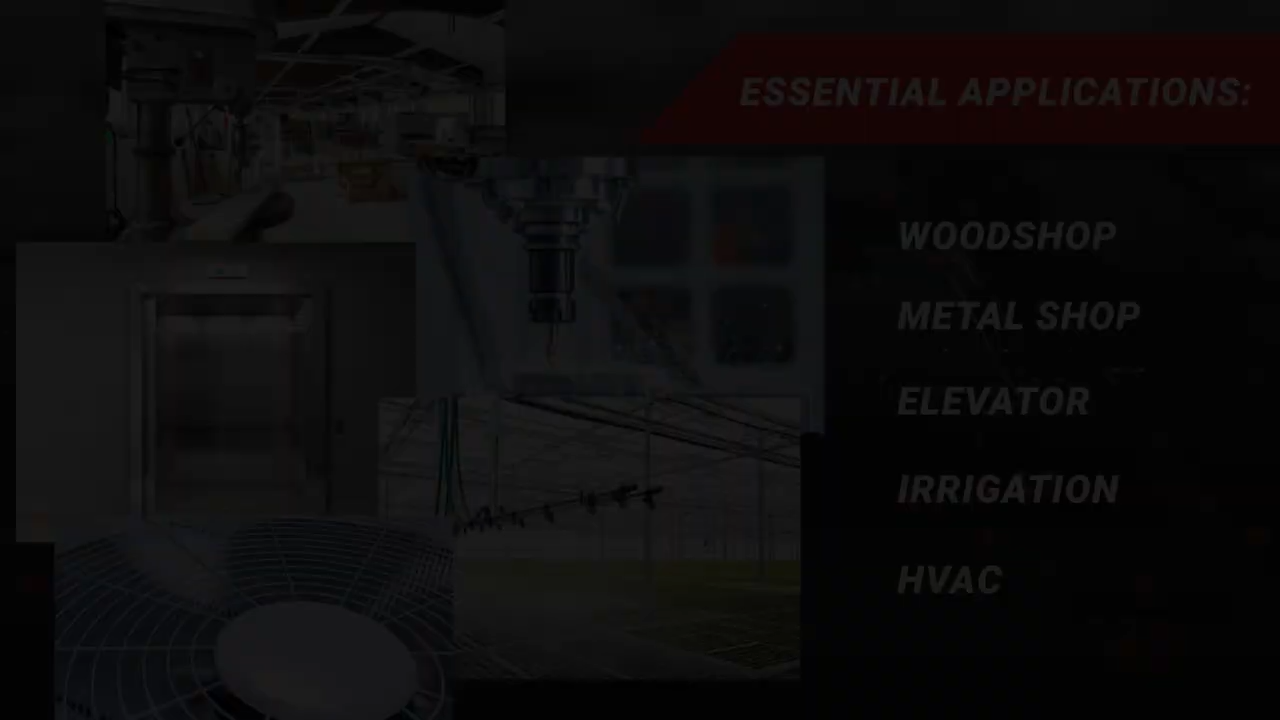 ESSENTIAL APPLICATIONS:
WOODSHOP
METAL SHOP
ELEVATOR
IRRIGATION
HVAC